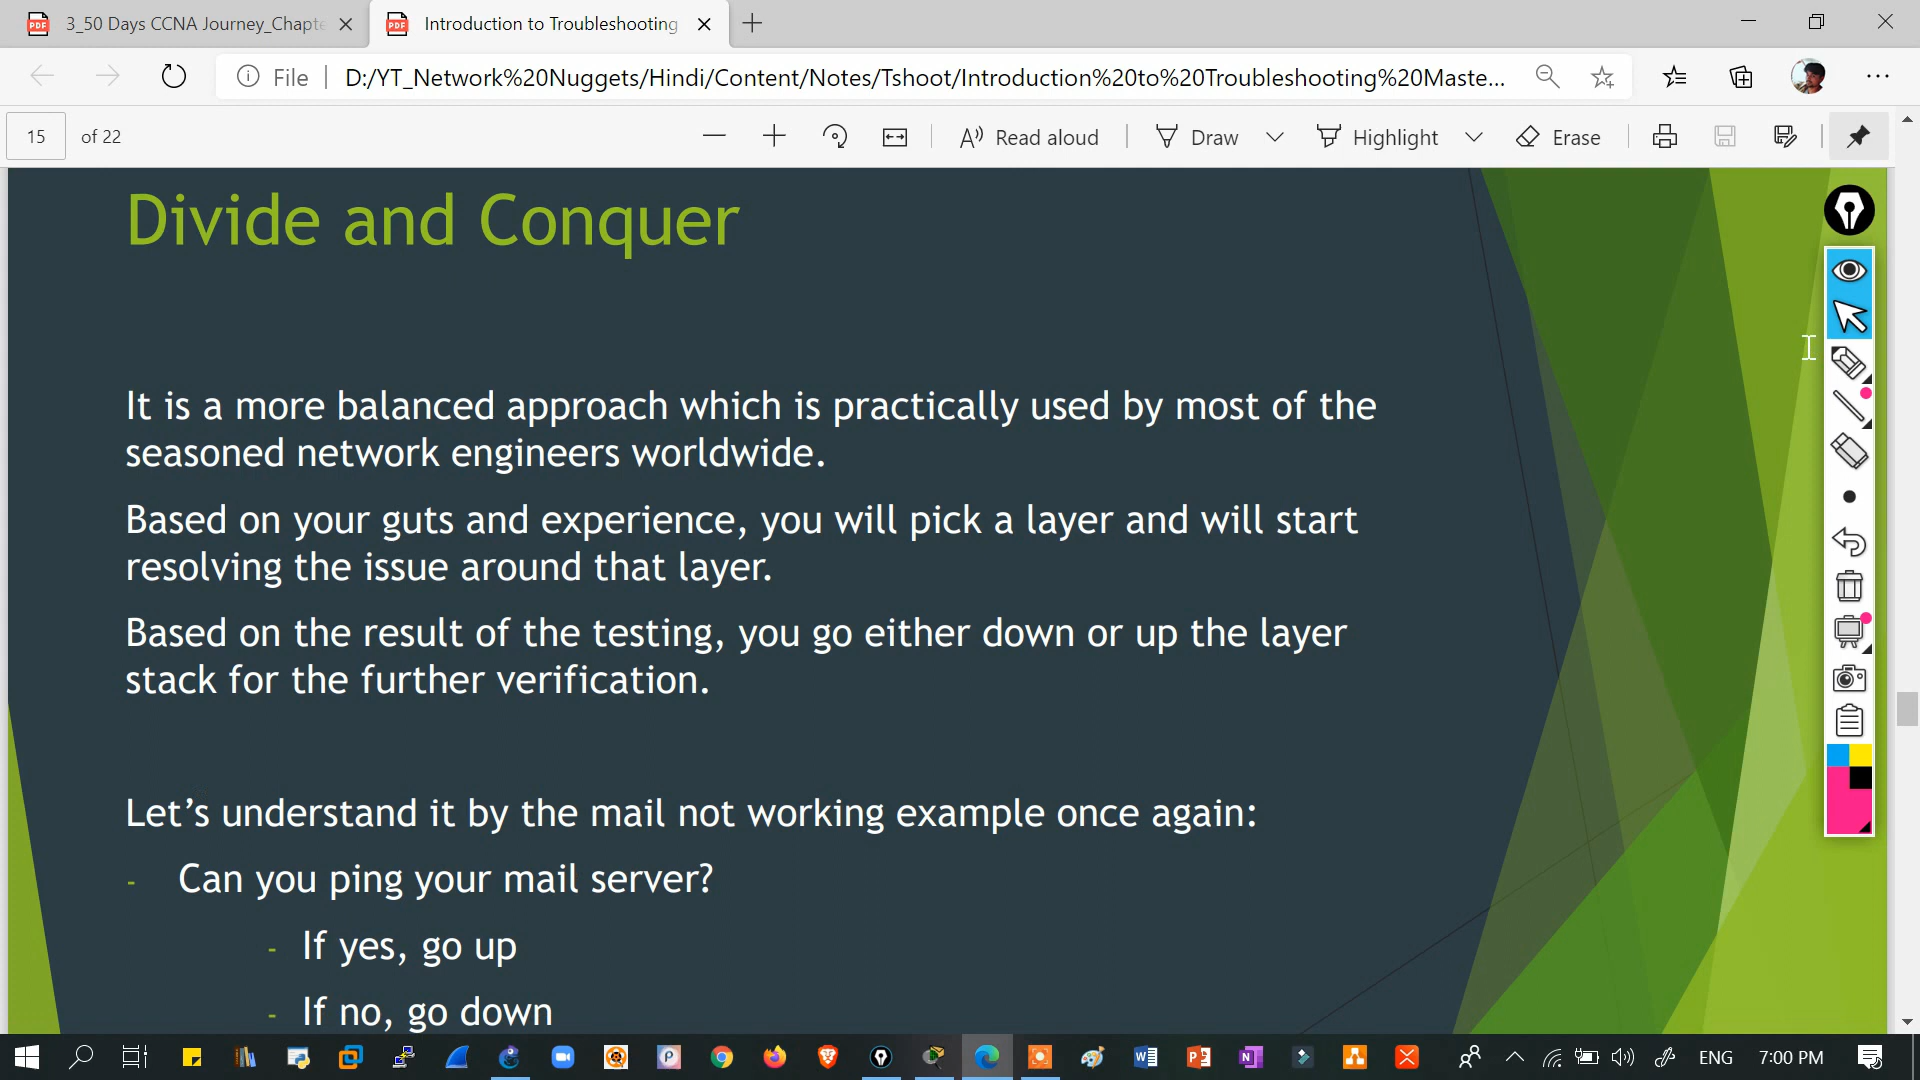 3_50 Days CCNA Journey_Chapte
Introduction to Troubleshooting
File
D:/YT_Network%20Nuggets/Hindi/Content/Notes/Tshoot/Introduction%20to%20Troubleshooting%20Maste...
15 of 22
Read aloud
Draw
Highlight
Erase
Divide and Conquer
It is a more balanced approach which is practically used by most of the
seasoned network engineers worldwide.
Based on your guts and experience, you will pick a layer and will start
resolving the issue around that layer.
Based on the result of the testing, you go either down or up the layer
stack for the further verification.
Let’s understand it by the mail not working example once again:
- Can you ping your mail server?
- If yes, go up
- If no, go down
ENG
7:00 PM